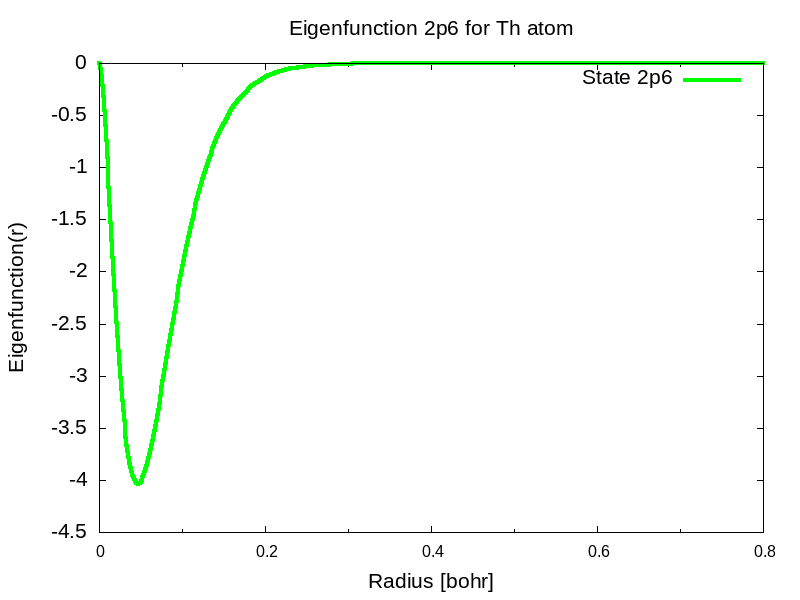 Eigenfunction 2p6 for Th atom
State 2p6
0
-0.5
-1
-1.5
-2
-2.5
-3
-3.5
-4
-4.5
Eigenfunction(r)
0 0.2 0.4 0.6 0.8
Radius [bohr]